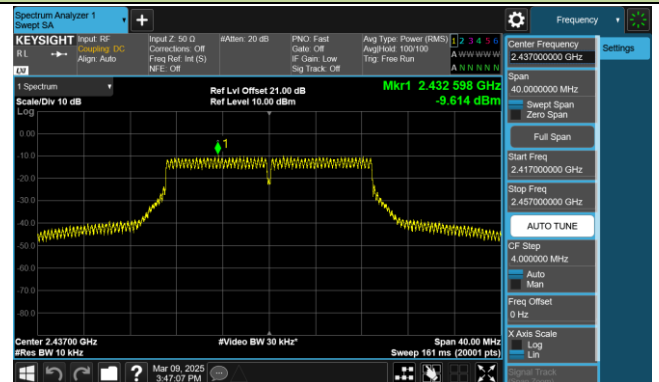 Spectrum Analyzer 1
Swept SA
+
Frequency
KEYSIGHT
RL
LXI
Input: RF
Coupling: DC
Align: Auto
Input Z: 50 Ω
Corrections: Off
Freq Ref: Int (S)
NFE: Off
#Atten: 20 dB
PNO: Fast
Gate: Off
IF Gain: Low
Sig Track: Off
Avg Type: Power (RMS)
Avg|Hold: 100/100
Trig: Free Run
1 2 3 4 5 6
A W W W W W
A N N N N N
Center Frequency
2.437000000 GHz
Settings
Span
40.0000000 MHz
Swept Span
Zero Span
Full Span
Start Freq
2.417000000 GHz
Stop Freq
2.457000000 GHz
AUTO TUNE
CF Step
4.000000 MHz
Auto
Man
Freq Offset
0 Hz
X Axis Scale
Log
Lin
Signal Track
1 Spectrum
Scale/Div 10 dB
Log
Ref Lvl Offset 21.00 dB
Ref Level 10.00 dBm
Mkr1 2.432 598 GHz
-9.614 dBm
1
0.00
-10.0
-20.0
-30.0
-40.0
-50.0
-60.0
-70.0
-80.0
Center 2.43700 GHz
#Res BW 10 kHz
#Video BW 30 kHz*
Span 40.00 MHz
Sweep 161 ms (20001 pts)
?
Mar 09, 2025
3:47:07 PM